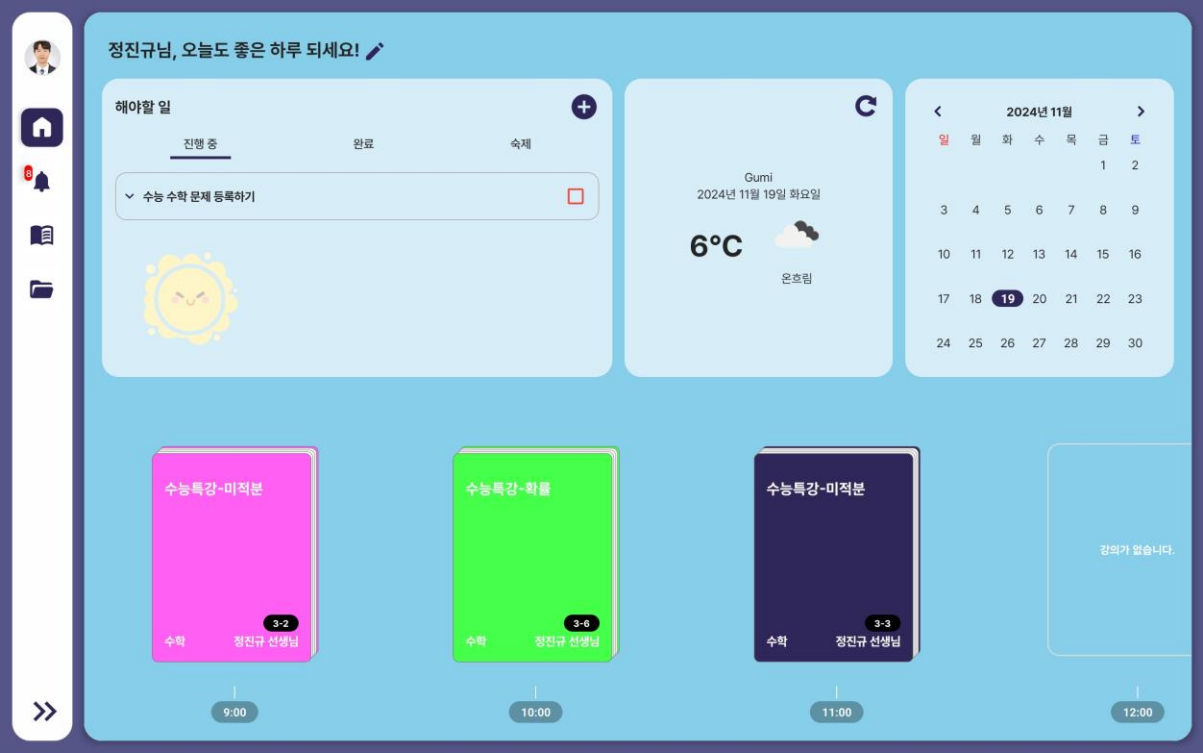 정진규님, 오늘도 좋은 하루 되세요!
8
해야할 일
진행 중 완료 숙제
수능 수학 문제 등록하기
Gumi
2024년 11월 19일 화요일
6°C
온흐림
2024년 11월
일 월 화 수 목 금 토
1 2
3 4 5 6 7 8 9
10 11 12 13 14 15 16
17 18 19 20 21 22 23
24 25 26 27 28 29 30
수능특강-미적분
3-2
수학 정진규 선생님
수능특강-확률
3-6
수학 정진규 선생님
수능특강-미적분
3-3
수학 정진규 선생님
강의가 없습니다.
9:00 10:00 11:00 12:00